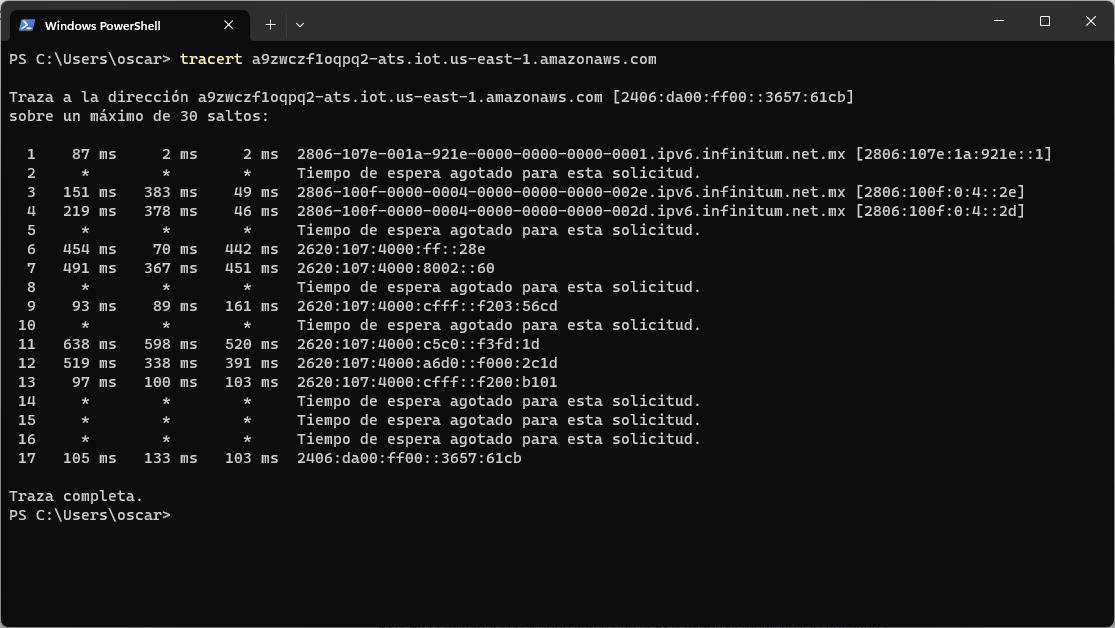 Windows PowerShell
PS C:\Users\oscar> tracert a9zwczf1oqpq2-ats.iot.us-east-1.amazonaws.com
Traza a la dirección a9zwczf1oqpq2-ats.iot.us-east-1.amazonaws.com [2406:da00:ff00::3657:61cb]
sobre un máximo de 30 saltos:
1 87 ms 2 ms 2 ms 2806-107e-001a-921e-0000-0000-0000-0001.ipv6.infinitum.net.mx [2806:107e:1a:921e::1]
2 * * * Tiempo de espera agotado para esta solicitud.
3 151 ms 383 ms 49 ms 2806-100f-0000-0004-0000-0000-0000-002e.ipv6.infinitum.net.mx [2806:100f:0:4::2e]
4 219 ms 378 ms 46 ms 2806-100f-0000-0004-0000-0000-0000-002d.ipv6.infinitum.net.mx [2806:100f:0:4::2d]
5 * * * Tiempo de espera agotado para esta solicitud.
6 454 ms 70 ms 442 ms 2620:107:4000:ff::28e
7 491 ms 367 ms 451 ms 2620:107:4000:8002::60
8 * * * Tiempo de espera agotado para esta solicitud.
9 93 ms 89 ms 161 ms 2620:107:4000:cfff::f203:56cd
10 * * * Tiempo de espera agotado para esta solicitud.
11 638 ms 598 ms 520 ms 2620:107:4000:c5c0::f3fd:1d
12 519 ms 338 ms 391 ms 2620:107:4000:a6d0::f000:2c1d
13 97 ms 100 ms 103 ms 2620:107:4000:cfff::f200:b101
14 * * * Tiempo de espera agotado para esta solicitud.
15 * * * Tiempo de espera agotado para esta solicitud.
16 * * * Tiempo de espera agotado para esta solicitud.
17 105 ms 133 ms 103 ms 2406:da00:ff00::3657:61cb
Traza completa.
PS C:\Users\oscar>